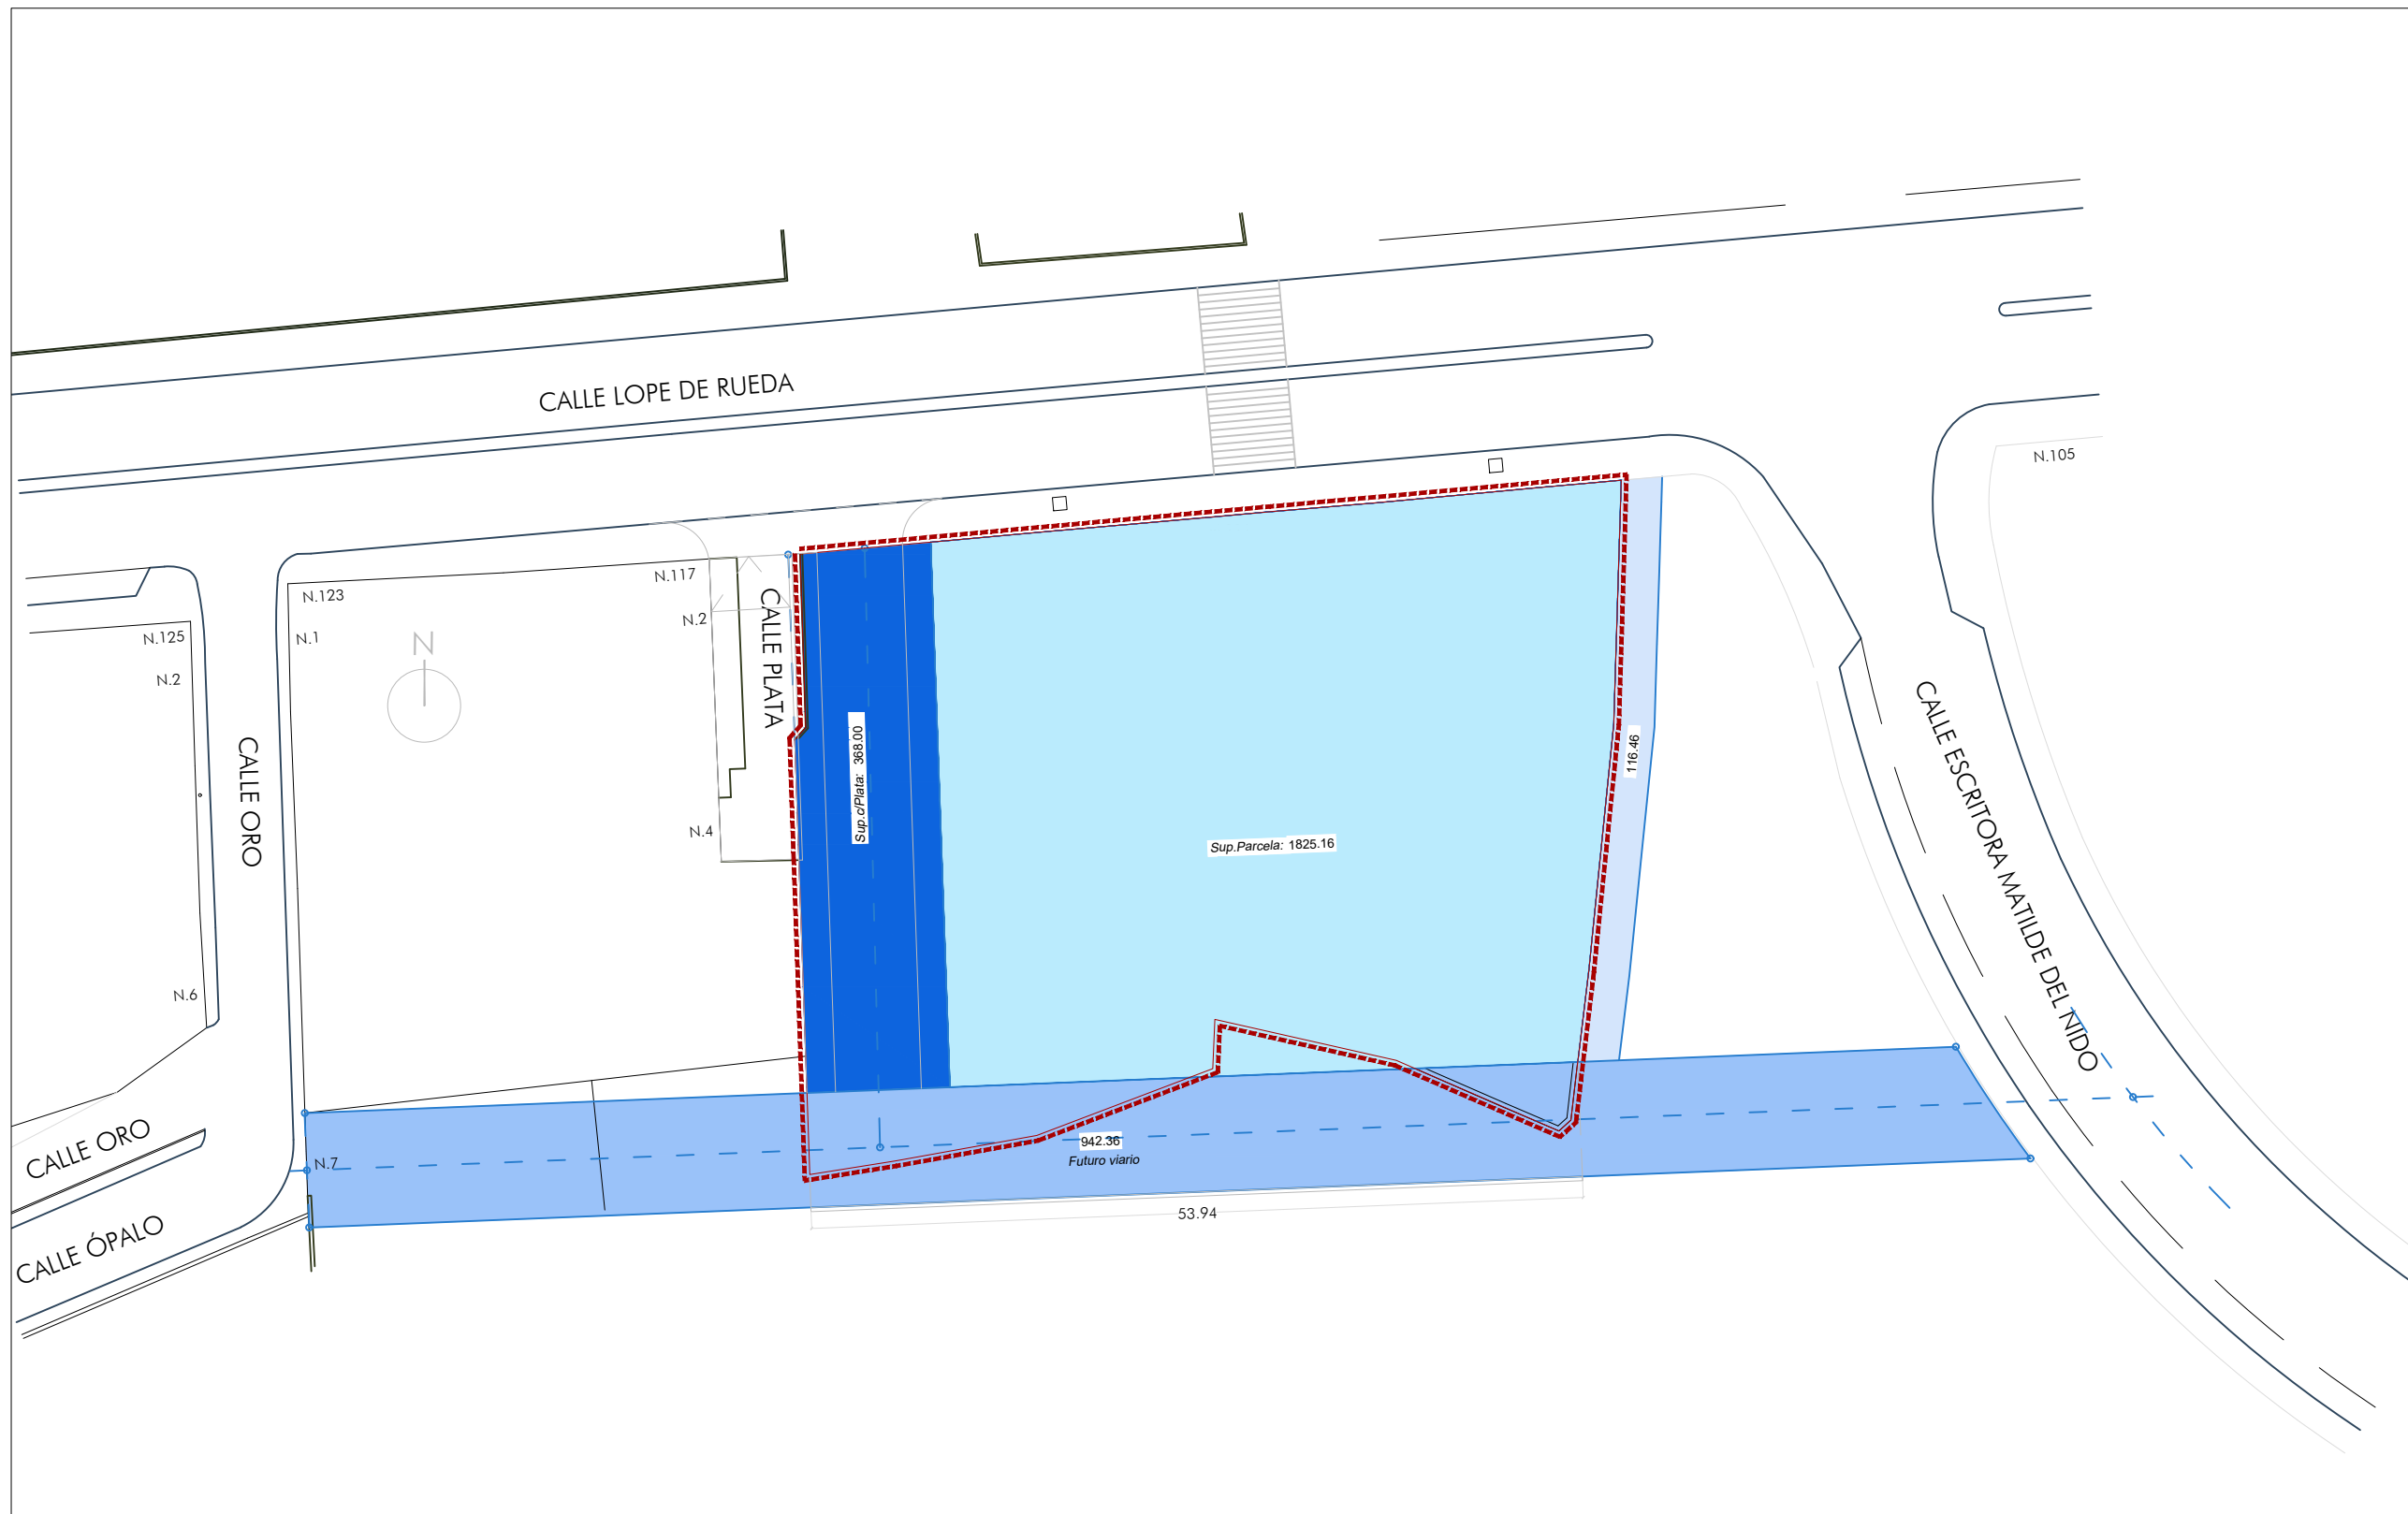 CALLE LOPE DE RUEDA
N.105
N.117
N.123
N.2
N.125
N.1
N
N.2
CALLE PLATA
CALLE ORO
Sup.c/Plata: 368.00
116.46
CALLE ESCRITORA MATILDE DEL NIDO
N.4
Sup.Parcela: 1825.16
N.6
CALLE ORO
N.7
942.36
Futuro viario
53.94
CALLE ÓPALO